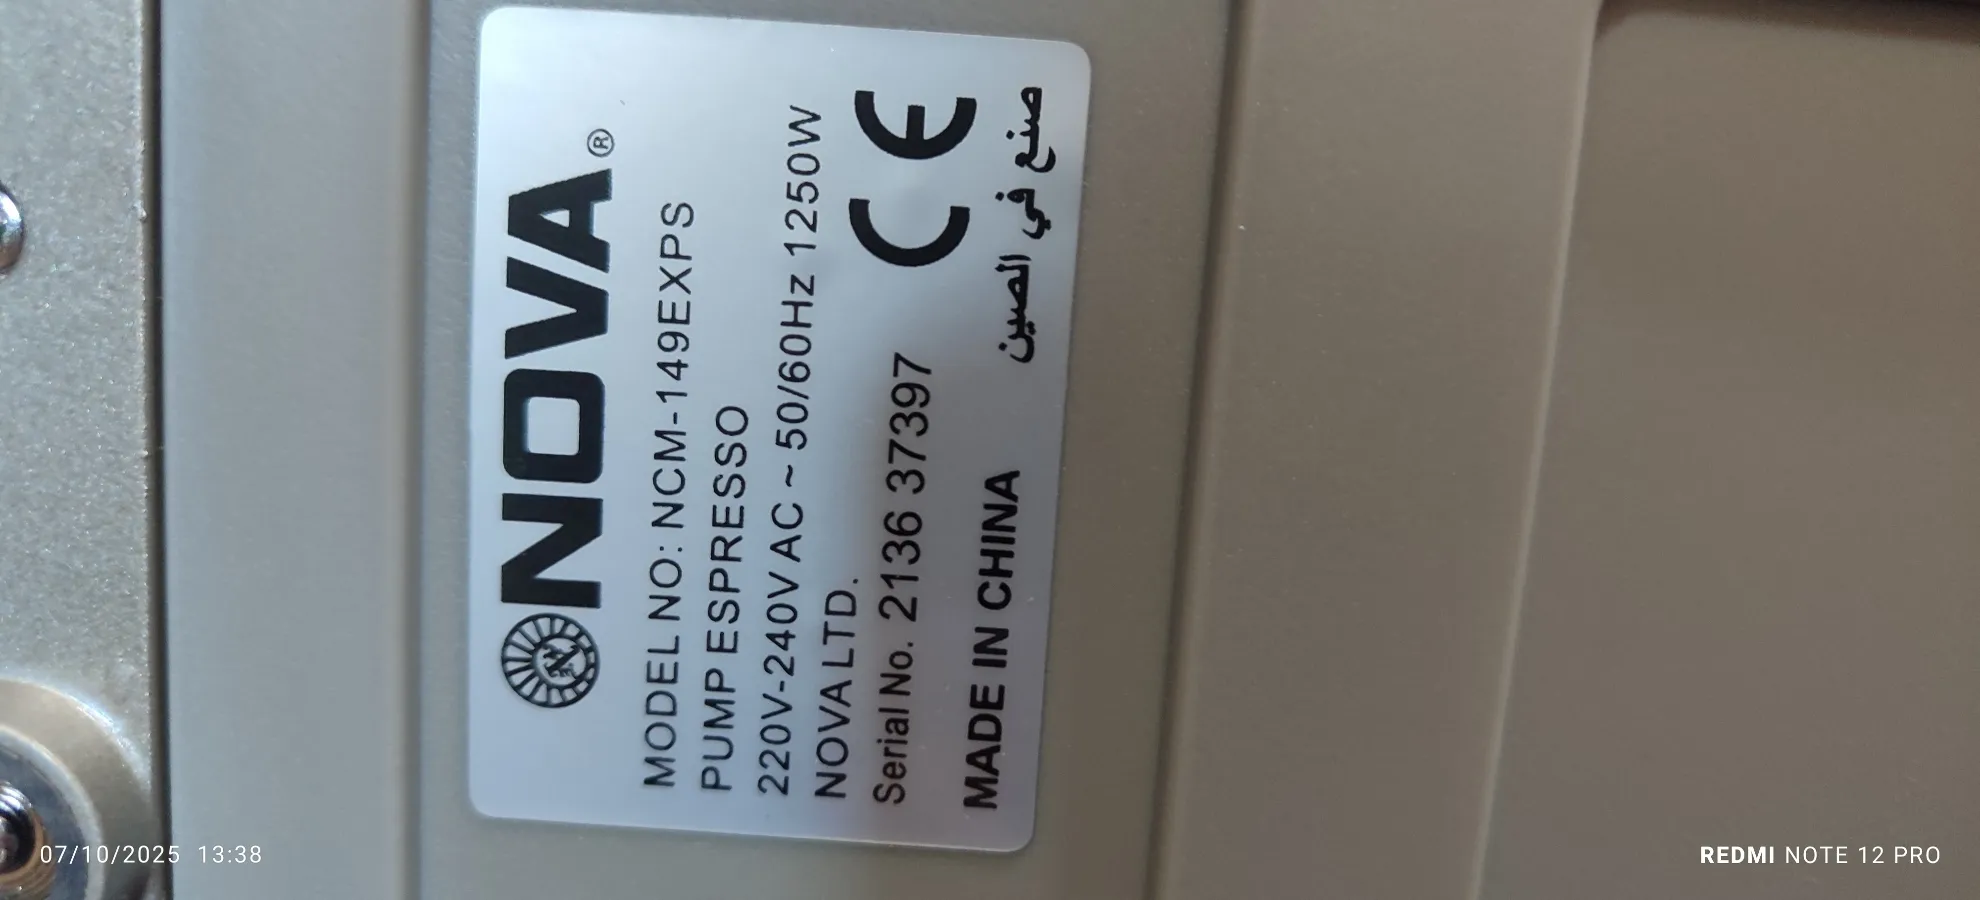 NOVA®
MODEL NO: NCM-149EXPS
PUMP ESPRESSO
220V-240V AC ~ 50/60Hz 1250W
NOVA LTD.
Serial No. 2136 37397
CE
MADE IN CHINA
صنع في الصين
07/10/2025 13:38
REDMI NOTE 12 PRO